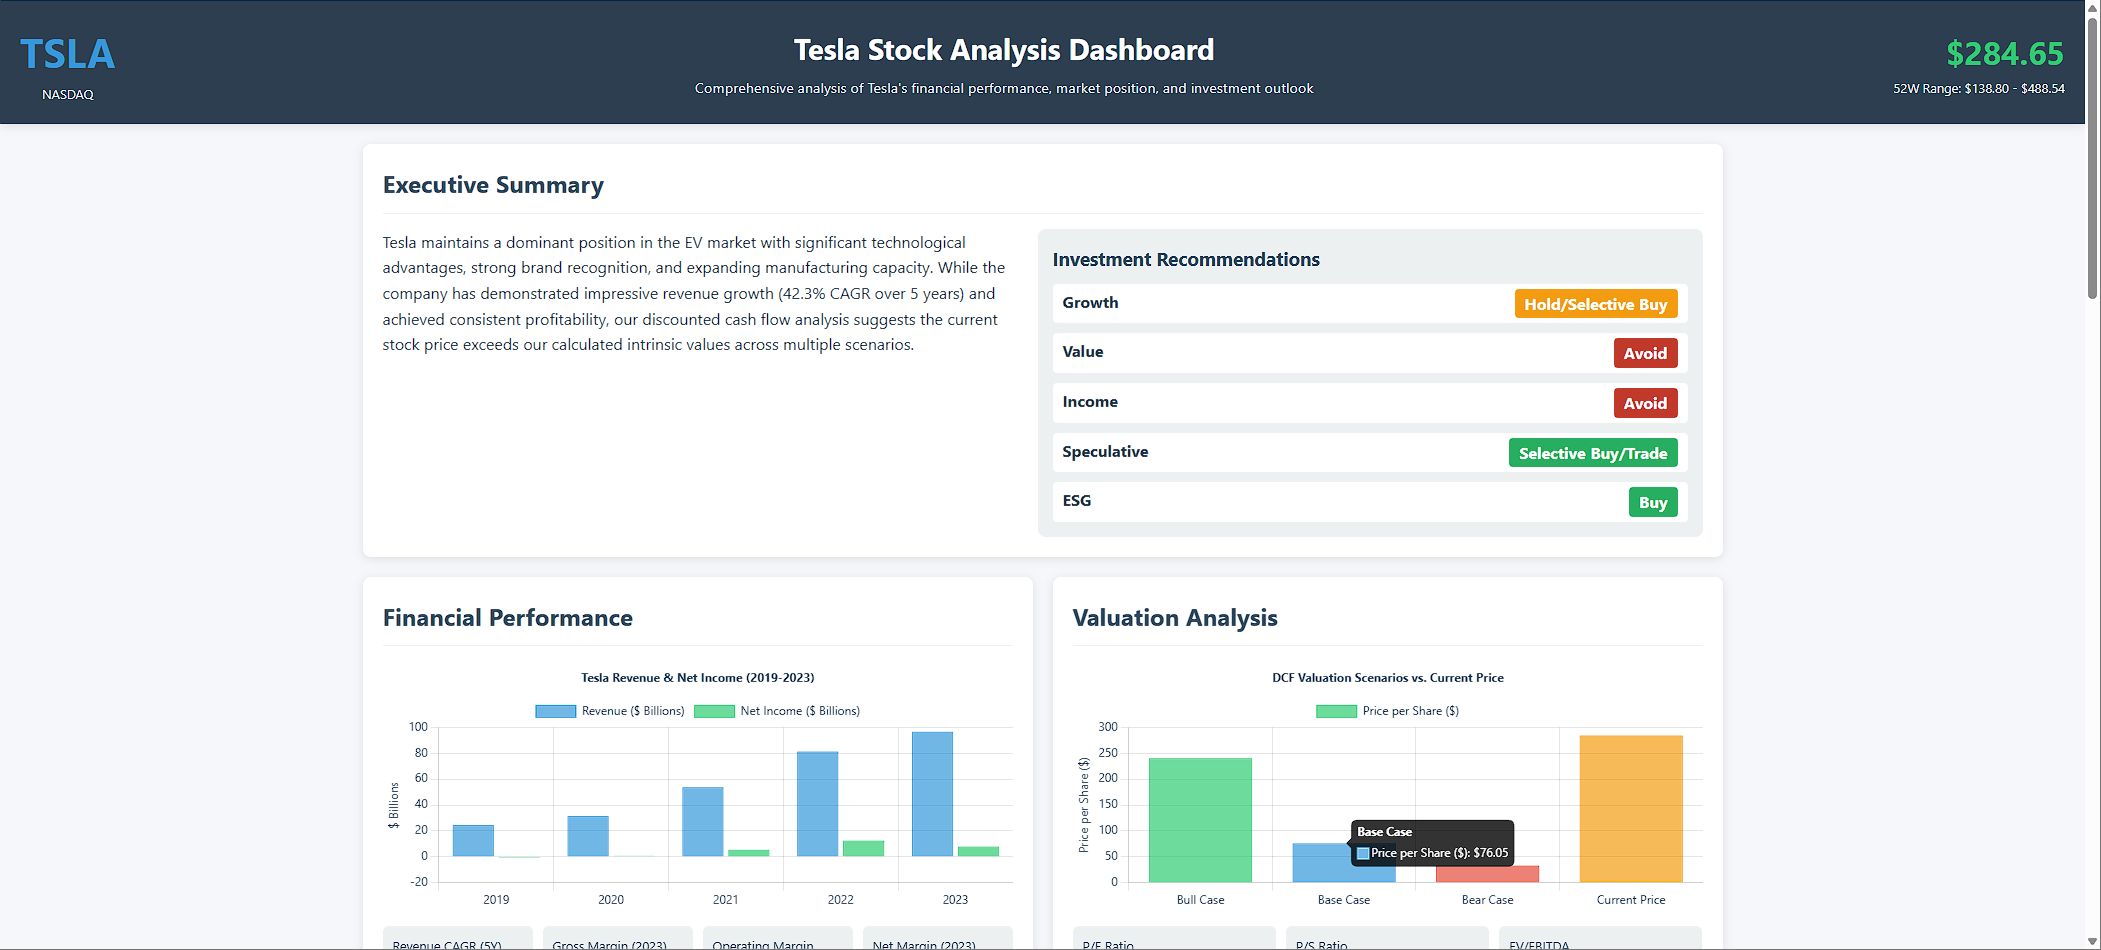 TSLA
NASDAQ
Tesla Stock Analysis Dashboard
Comprehensive analysis of Tesla's financial performance, market position, and investment outlook
$284.65
52W Range: $138.80 - $488.54
Executive Summary
Tesla maintains a dominant position in the EV market with significant technological
advantages, strong brand recognition, and expanding manufacturing capacity. While the
company has demonstrated impressive revenue growth (42.3% CAGR over 5 years) and
achieved consistent profitability, our discounted cash flow analysis suggests the current
stock price exceeds our calculated intrinsic values across multiple scenarios.
Investment Recommendations
Growth
Hold/Selective Buy
Value
Avoid
Income
Avoid
Speculative
Selective Buy/Trade
ESG
Buy
Financial Performance
Tesla Revenue & Net Income (2019-2023)
Revenue ($ Billions)
Net Income ($ Billions)
$ Billions
100
80
60
40
20
0
-20
2019
2020
2021
2022
2023
Revenue CAGR (5Y)
Gross Margin (2023)
Operating Margin
Net Margin (2023)
Valuation Analysis
DCF Valuation Scenarios vs. Current Price
Price per Share ($)
Price per Share ($)
300
250
200
150
100
50
0
Base Case
Price per Share ($): $76.05
Bull Case
Base Case
Bear Case
Current Price
P/E Ratio
P/S Ratio
EV/EBITDA